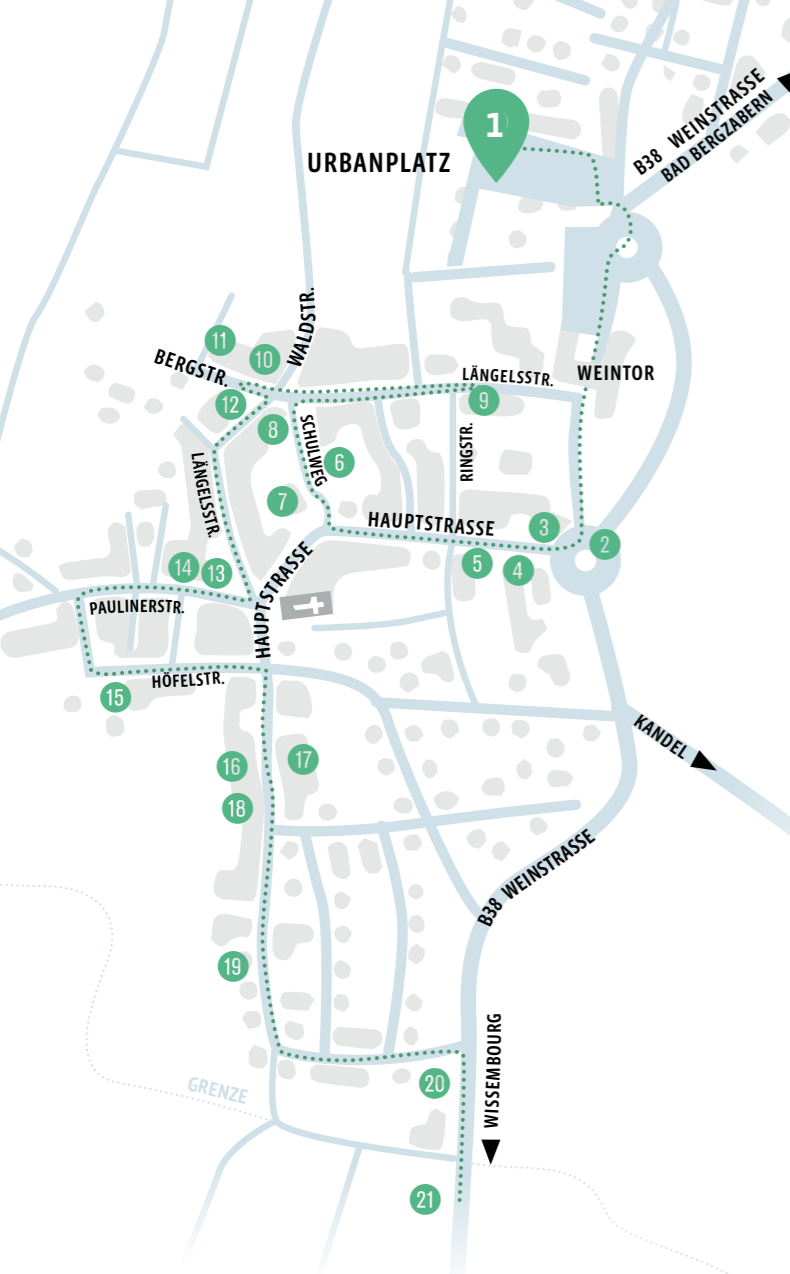 1
URBANPLATZ
B38 WEINSTRASSE
BAD BERGZABERN
WALDSTR.
11
10
BERGSTR.
LÄNGELSSTR.
WEINTOR
12
9
8
SCHULWEG
RINGSTR.
6
LÄNGELSSTR.
7
HAUPTSTRASSE
3
2
5
4
14
13
HAUPTSTRASSE
PAULINERSTR.
HÖFELSTR.
15
KANDEL
16
17
18
B38 WEINSTRASSE
19
WISSEMBOURG
GRENZE
20
21